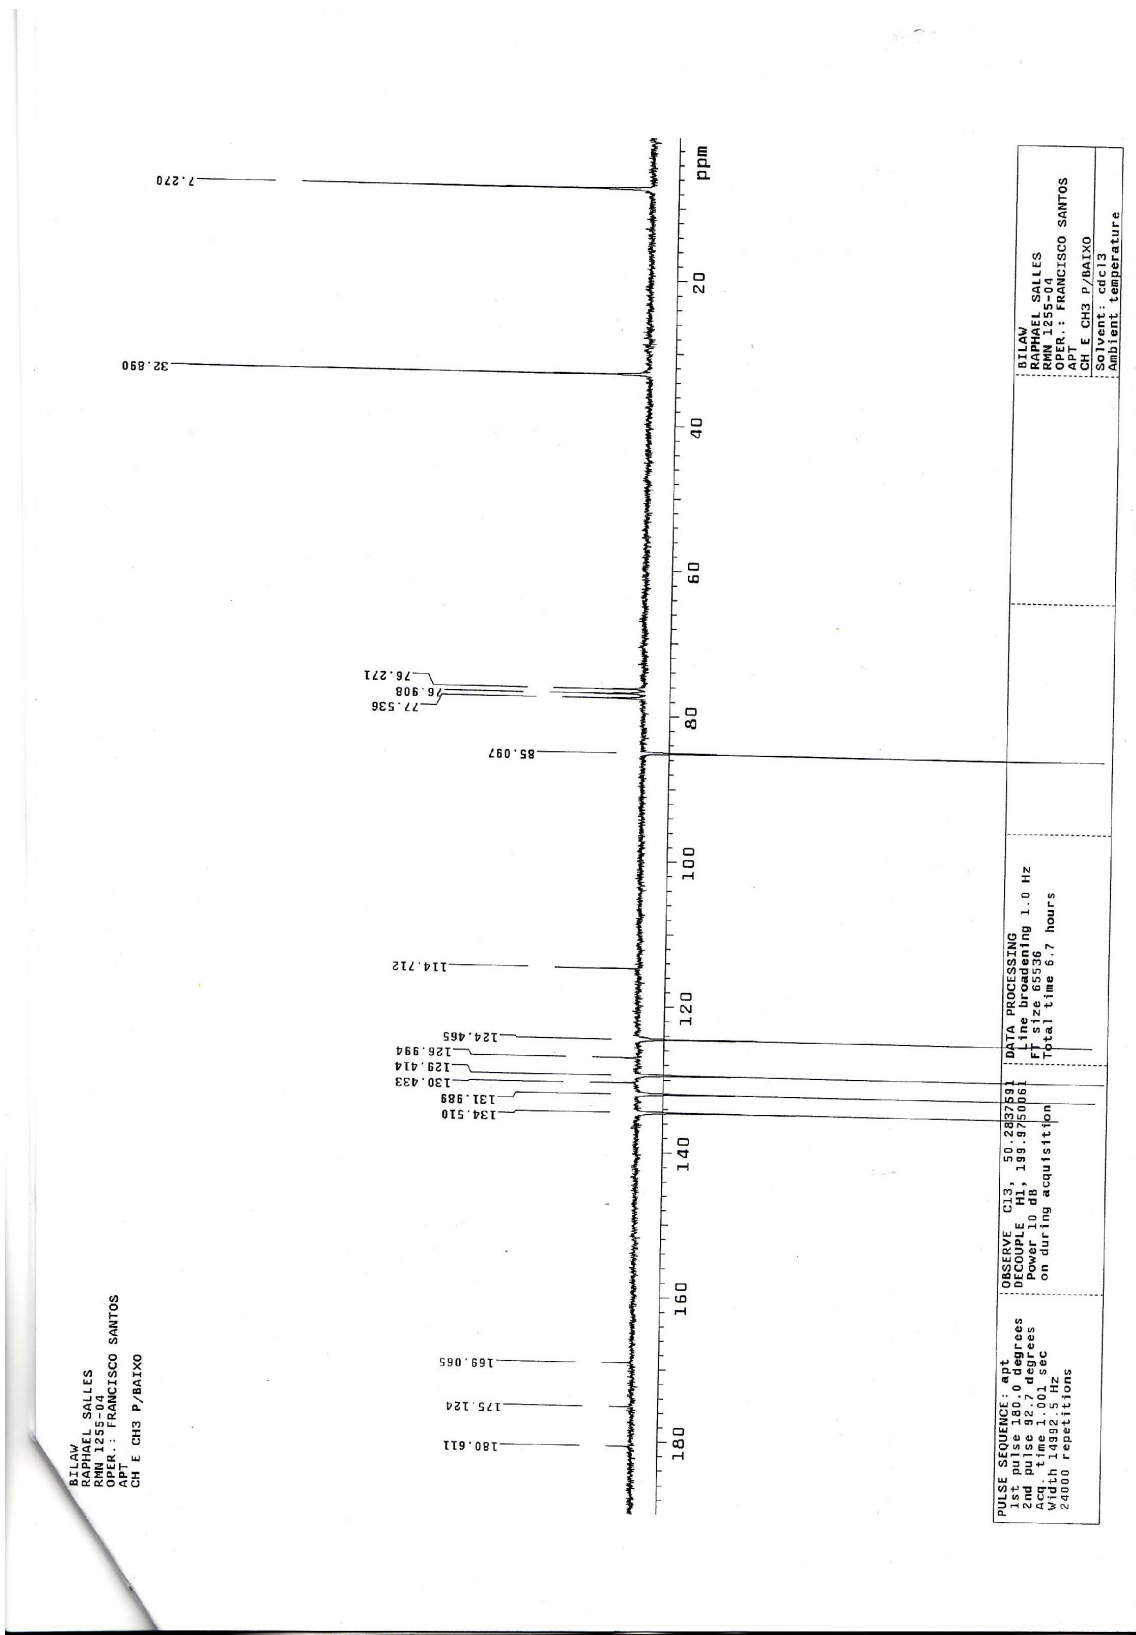 BILAW
RAPHAEL SALLES
RMN 1255-04
OPER.: FRANCISCO SANTOS
APT
CH E CH3 P/BAIXO
180.611
175.124
169.065
134.510
131.989
130.433
129.414
126.994
124.465
114.712
85.097
77.536
76.908
76.271
32.890
7.270
180
160
140
120
100
80
60
40
20
ppm
PULSE SEQUENCE: apt
1st pulse 180.0 degrees
2nd pulse 92.7 degrees
Acq. time 1.001 sec
Width 14992.5 Hz
24000 repetitions
OBSERVE C13, 50.2837591
DECOUPLE H1, 199.9750061
Power 10 dB
on during acquisition
DATA PROCESSING
Line broadening 1.0 Hz
FT size 65536
Total time 6.7 hours
BILAW
RAPHAEL SALLES
RMN 1255-04
OPER.: FRANCISCO SANTOS
APT
CH E CH3 P/BAIXO
Solvent: cdcl3
Ambient temperature